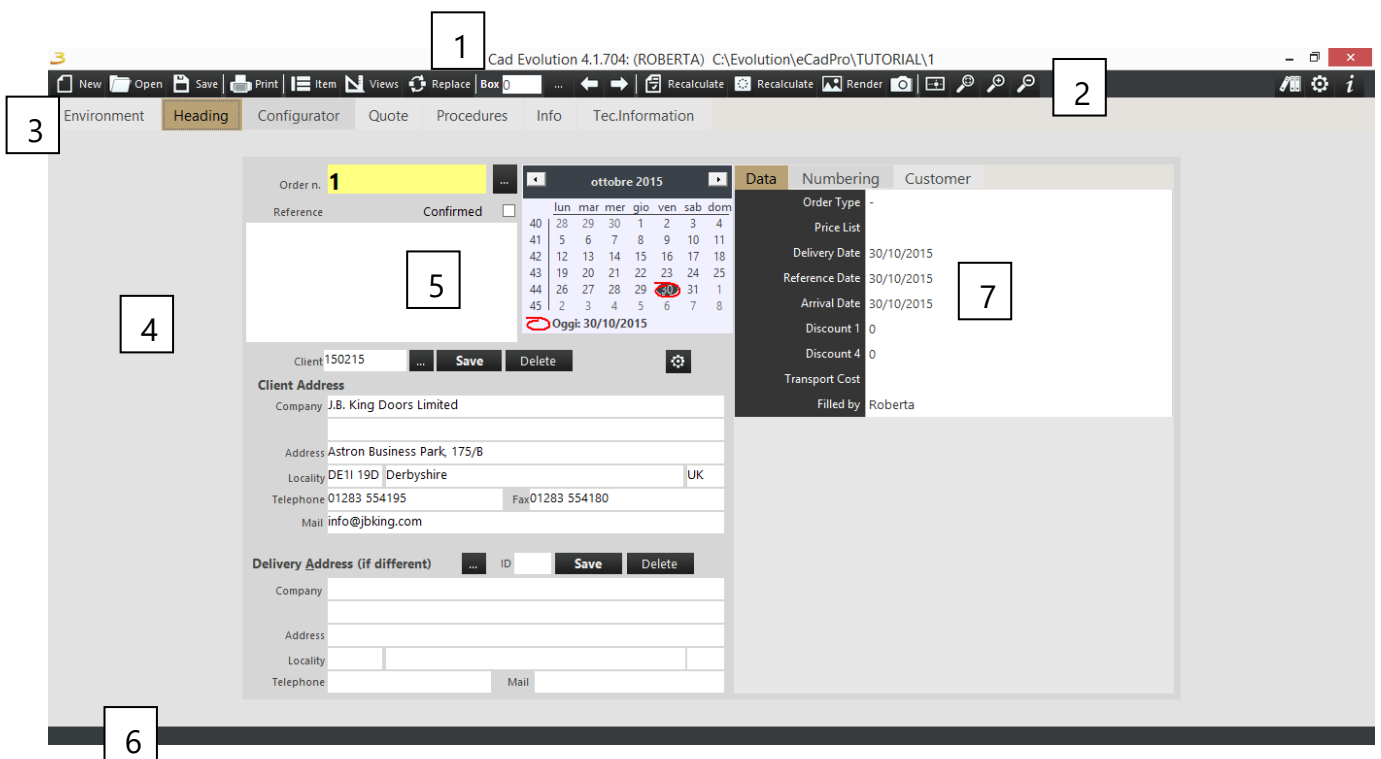 1
3 Cad Evolution 4.1.704: (ROBERTA) C:\Evolution\eCadPro\TUTORIAL\1
New Open Save Print Item Views Replace Box 0 ... Recalculate Recalculate Render i
2
3
Environment Heading Configurator Quote Procedures Info Tec.Information
Order n. 1 ...
Reference Confirmed
5
ottobre 2015
lun mar mer gio ven sab dom
40 28 29 30 1 2 3 4
41 5 6 7 8 9 10 11
42 12 13 14 15 16 17 18
43 19 20 21 22 23 24 25
44 26 27 28 29 30 31 1
45 2 3 4 5 6 7 8
Oggi: 30/10/2015
Data Numbering Customer
Order Type -
Price List
Delivery Date 30/10/2015
Reference Date 30/10/2015
Arrival Date 30/10/2015
Discount 1 0
Discount 4 0
Transport Cost
Filled by Roberta
7
4
Client 150215 ... Save Delete
Client Address
Company J.B. King Doors Limited
Address Astron Business Park, 175/B
Locality DE1I 19D Derbyshire UK
Telephone 01283 554195 Fax 01283 554180
Mail info@jbking.com
Delivery Address (if different) ... ID Save Delete
Company
Address
Locality
Telephone Mail
6